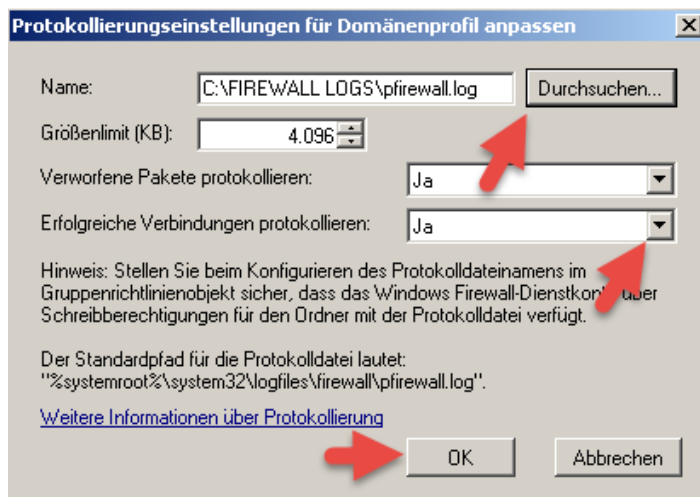 Protokollierungseinstellungen für Domänenprofil anpassen
Name: C:\FIREWALL LOGS\pfirewall.log Durchsuchen...
Größenlimit (KB): 4.096
Verworfene Pakete protokollieren: Ja
Erfolgreiche Verbindungen protokollieren: Ja
Hinweis: Stellen Sie beim Konfigurieren des Protokolldateinamens im
Gruppenrichtlinienobjekt sicher, dass das Windows Firewall-Dienstkonto über
Schreibberechtigungen für den Ordner mit der Protokolldatei verfügt.
Der Standardpfad für die Protokolldatei lautet:
"%systemroot%\system32\logfiles\firewall\pfirewall.log".
Weitere Informationen über Protokollierung
OK Abbrechen